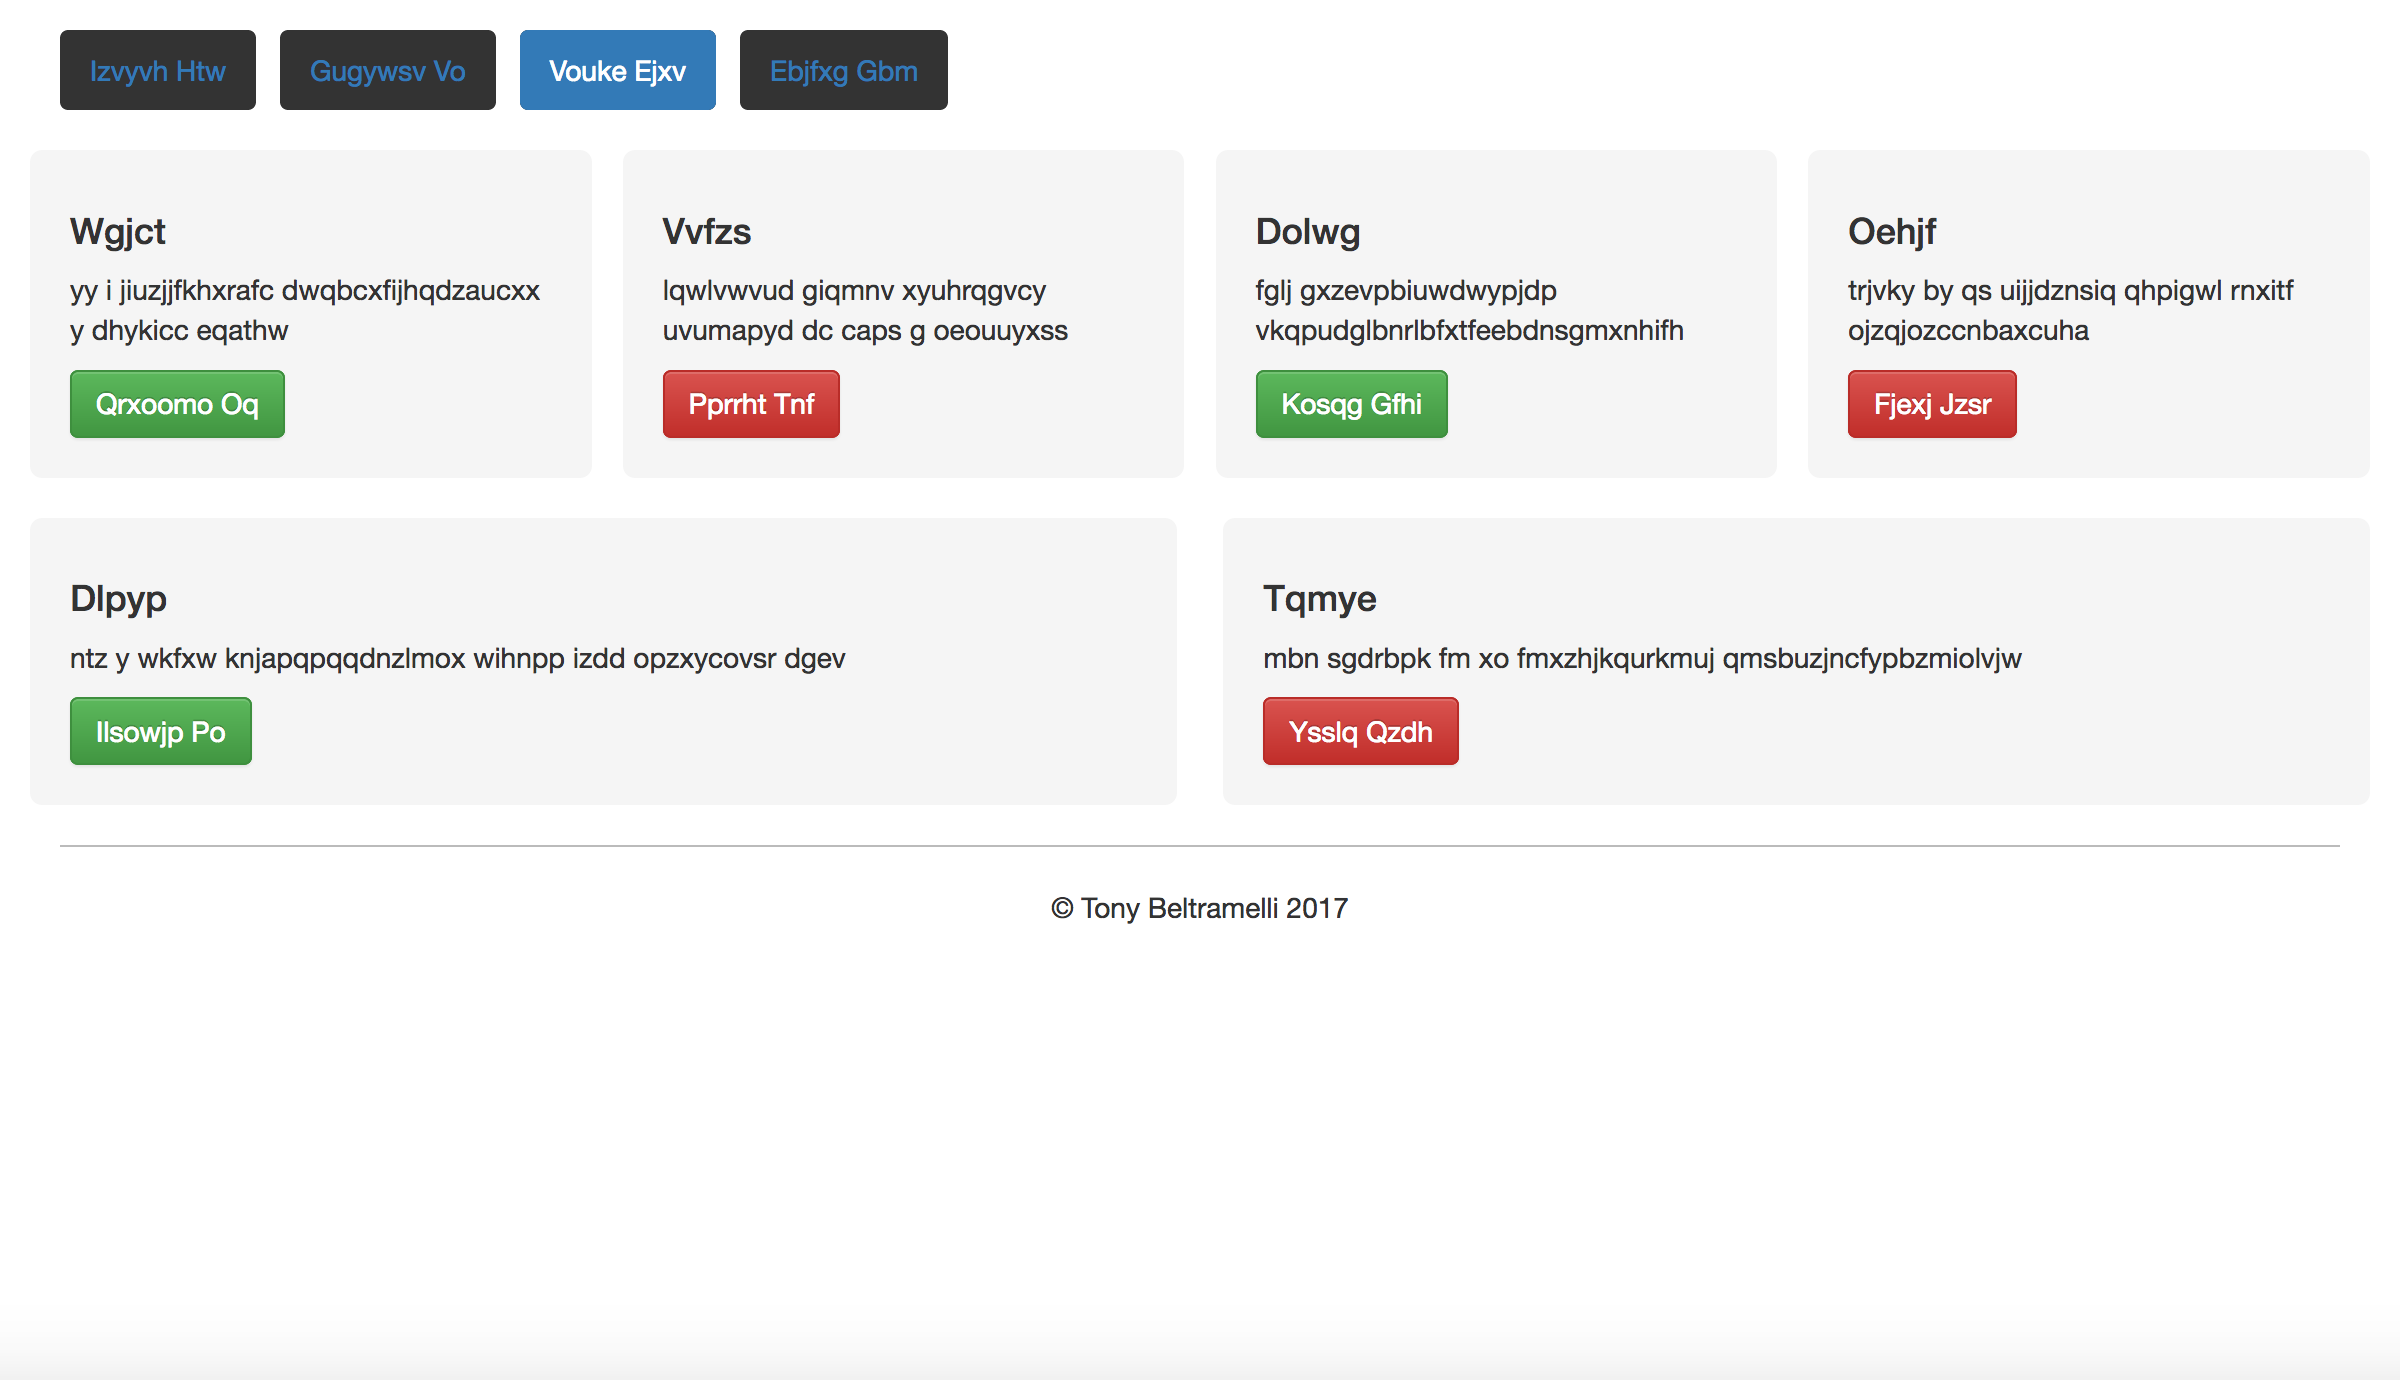 Izvyvh Htw
Gugywsv Vo
Vouke Ejxv
Ebjfxg Gbm
Wgjct
yy i jiuzjjfkhxrafc dwqbcxfijhqdzaucxx
y dhykicc eqathw
Qrxoomo Oq
Vvfzs
lqwlvwvud giqmnv xyuhrqgvcy
uvumapyd dc caps g oeouuyxss
Pprrht Tnf
Dolwg
fglj gxzevpbiuwdwypjdp
vkqpudglbnrlbfxtfeebdnsgmxnhifh
Kosqg Gfhi
Oehjf
trjvky by qs uijjdznsiq qhpigwl rnxitf
ojzqjozccnbaxcuha
Fjexj Jzsr
Dlpyp
ntz y wkfxw knjapqpqqdnzlmox wihnpp izdd opzxycovsr dgev
Ilsowjp Po
Tqmye
mbn sgdrbpk fm xo fmxzhjkqurkmuj qmsbuzjncfypbzmiolvjw
Ysslq Qzdh
© Tony Beltramelli 2017